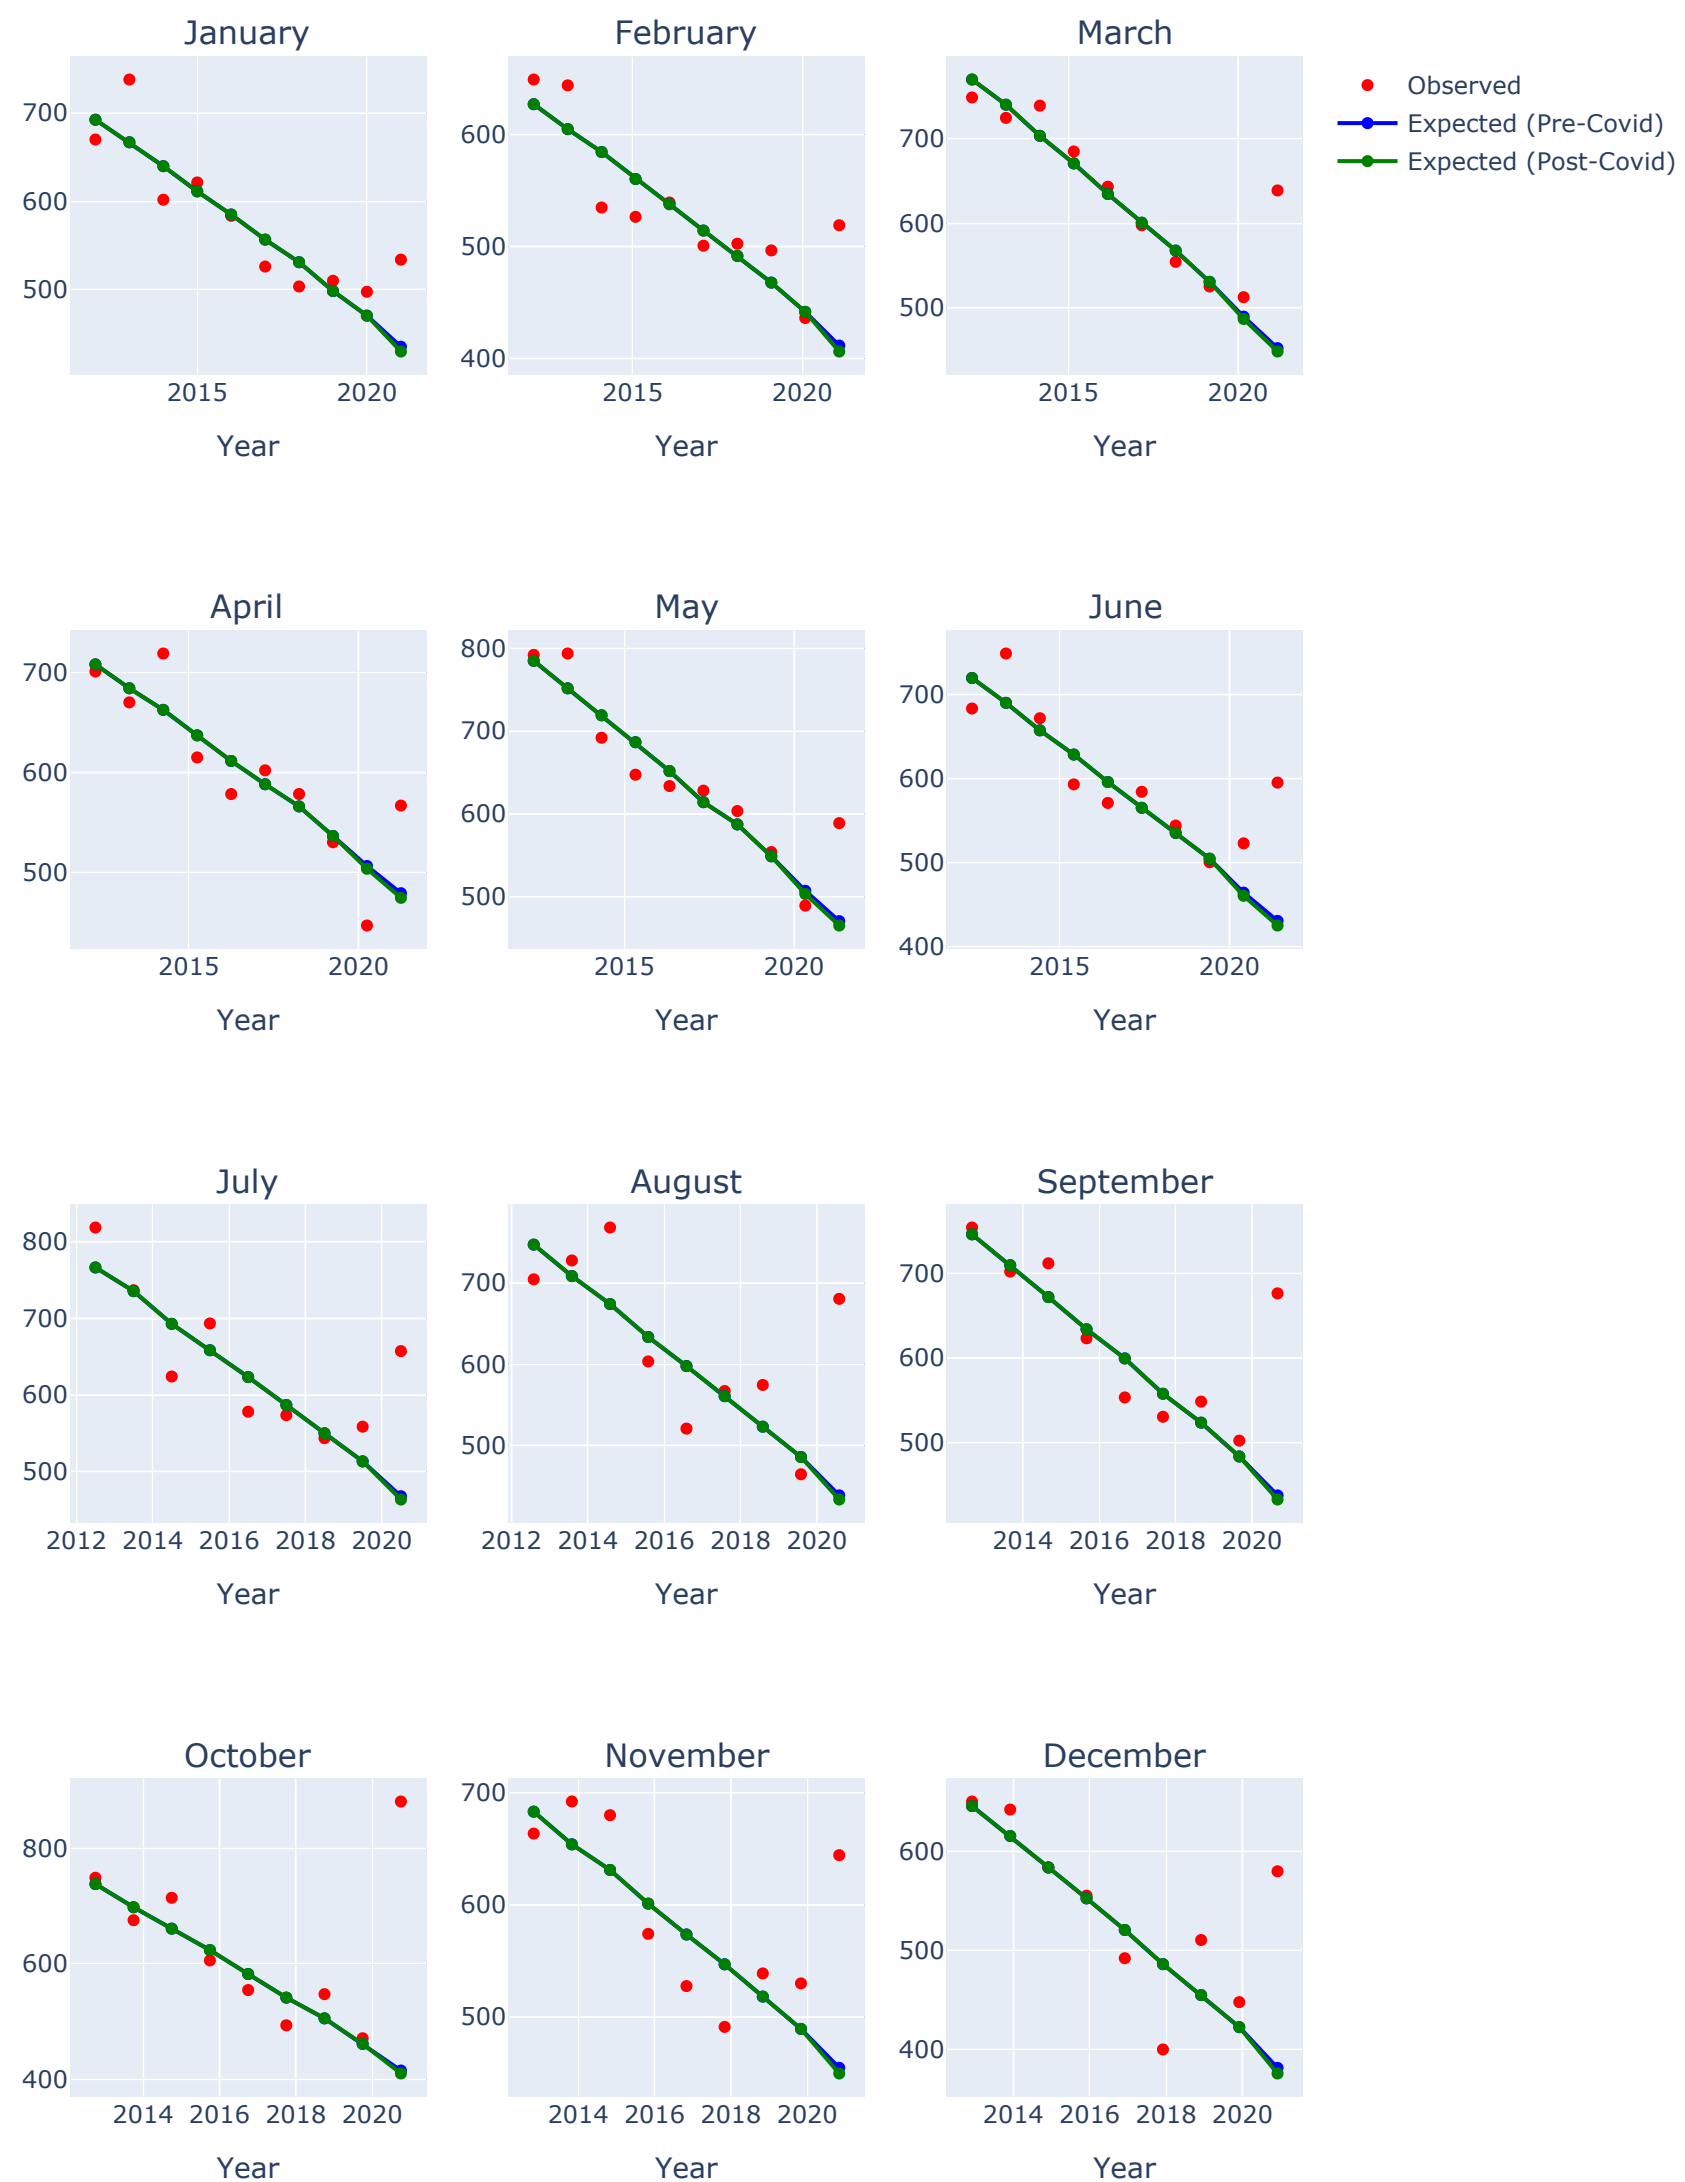 January
February
March
700
600
500
2015
2020
Year
600
500
400
2015
2020
Year
700
600
500
2015
2020
Year
Observed
Expected (Pre-Covid)
Expected (Post-Covid)
April
May
June
700
600
500
2015
2020
Year
800
700
600
500
2015
2020
Year
700
600
500
400
2015
2020
Year
July
August
September
800
700
600
500
2012
2014
2016
2018
2020
Year
700
600
500
2012
2014
2016
2018
2020
Year
700
600
500
2014
2016
2018
2020
Year
October
November
December
800
600
400
2014
2016
2018
2020
Year
700
600
500
2014
2016
2018
2020
Year
600
500
400
2014
2016
2018
2020
Year